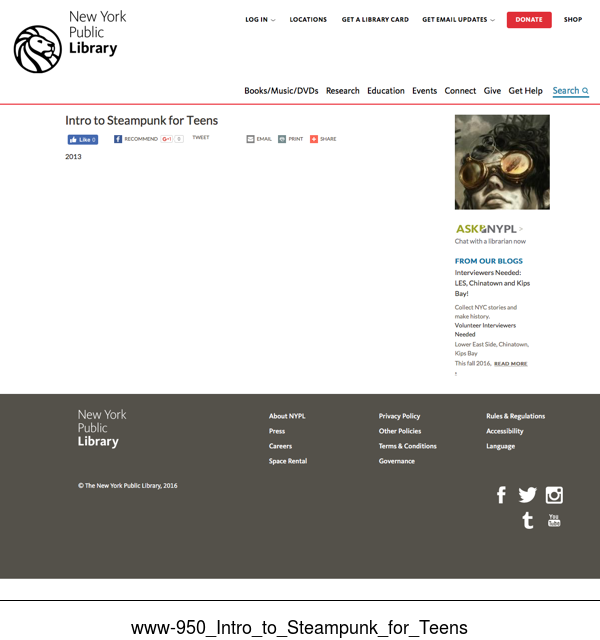 New York
Public
Library
LOG IN
LOCATIONS
GET A LIBRARY CARD
GET EMAIL UPDATES
DONATE
SHOP
Books/Music/DVDs
Research
Education
Events
Connect
Give
Get Help
Search
Intro to Steampunk for Teens
Like 0
RECOMMEND
G+1
0
TWEET
EMAIL
PRINT
SHARE
2013
ASK NYPL >
Chat with a librarian now
FROM OUR BLOGS
Interviewers Needed:
LES, Chinatown and Kips
Bay!
Collect NYC stories and
make history.
Volunteer Interviewers
Needed
Lower East Side, Chinatown,
Kips Bay
This fall 2016, READ MORE
New York
Public
Library
About NYPL
Press
Careers
Space Rental
Privacy Policy
Other Policies
Terms & Conditions
Governance
Rules & Regulations
Accessibility
Language
© The New York Public Library, 2016
You
Tube
www-950_Intro_to_Steampunk_for_Teens